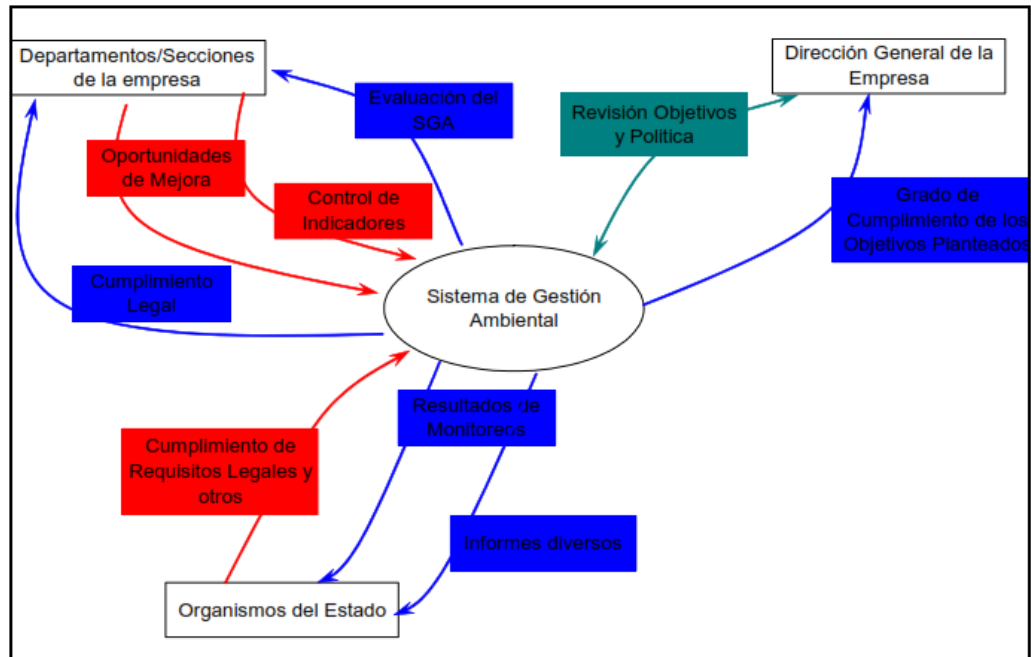 Departamentos/Secciones
de la empresa
Dirección General de la
Empresa
Evaluación del
SGA
Revisión Objetivos
y Politica
Oportunidades
de Mejora
Control de
Indicadores
Grado de
Cumplimiento de los
Objetivos Planteados
Cumplimiento
Legal
Sistema de Gestión
Ambiental
Resultados de
Monitoreos
Cumplimiento de
Requisitos Legales y
otros
Informes diversos
Organismos del Estado